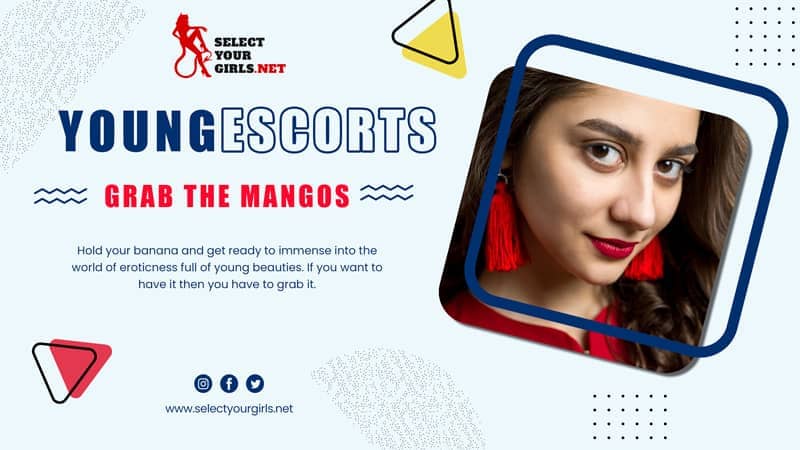 SELECT
YOUR
GIRLS.NET
YOUNGESCORTS
GRAB THE MANGOS
Hold your banana and get ready to immense into the
world of eroticness full of young beauties. If you want to
have it then you have to grab it.
www.selectyourgirls.net